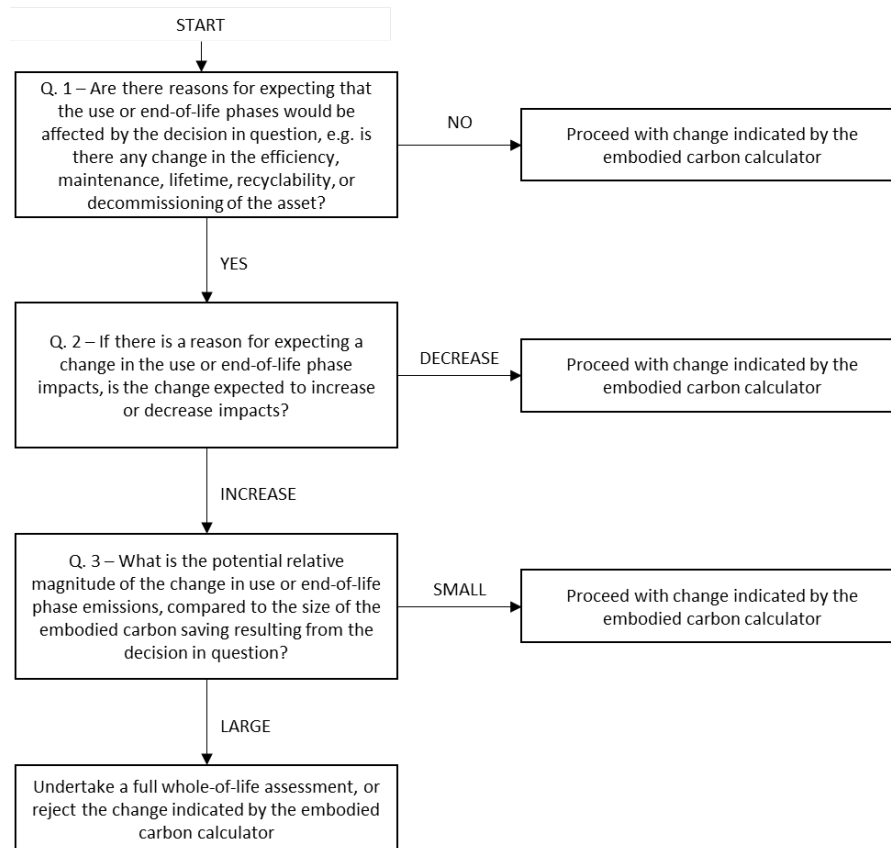 START
Q. 1 – Are there reasons for expecting that
the use or end-of-life phases would be
affected by the decision in question, e.g. is
there any change in the efficiency,
maintenance, lifetime, recyclability, or
decommissioning of the asset?
NO
Proceed with change indicated by the
embodied carbon calculator
YES
Q. 2 – If there is a reason for expecting a
change in the use or end-of-life phase
impacts, is the change expected to increase
or decrease impacts?
DECREASE
Proceed with change indicated by the
embodied carbon calculator
INCREASE
Q. 3 – What is the potential relative
magnitude of the change in use or end-of-life
phase emissions, compared to the size of the
embodied carbon saving resulting from the
decision in question?
SMALL
Proceed with change indicated by the
embodied carbon calculator
LARGE
Undertake a full whole-of-life assessment, or
reject the change indicated by the embodied
carbon calculator